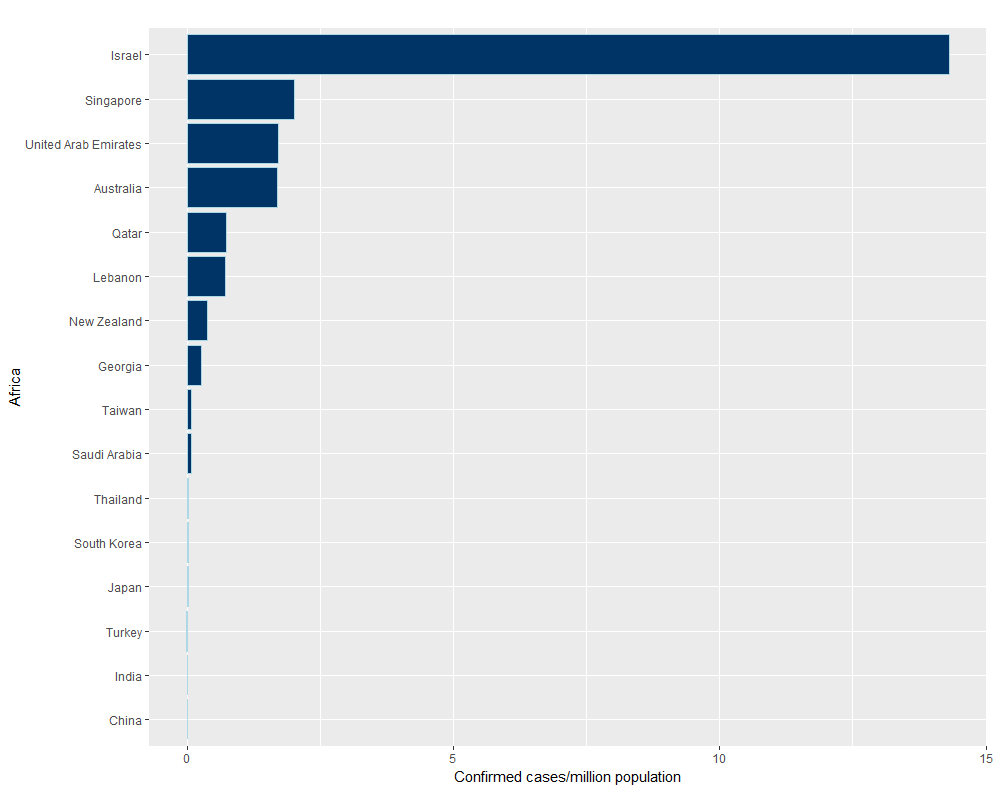 Israel
Singapore
United Arab Emirates
Australia
Qatar
Lebanon
New Zealand
Georgia
Taiwan
Saudi Arabia
Thailand
South Korea
Japan
Turkey
India
China
Africa
0 5 10 15
Confirmed cases/million population